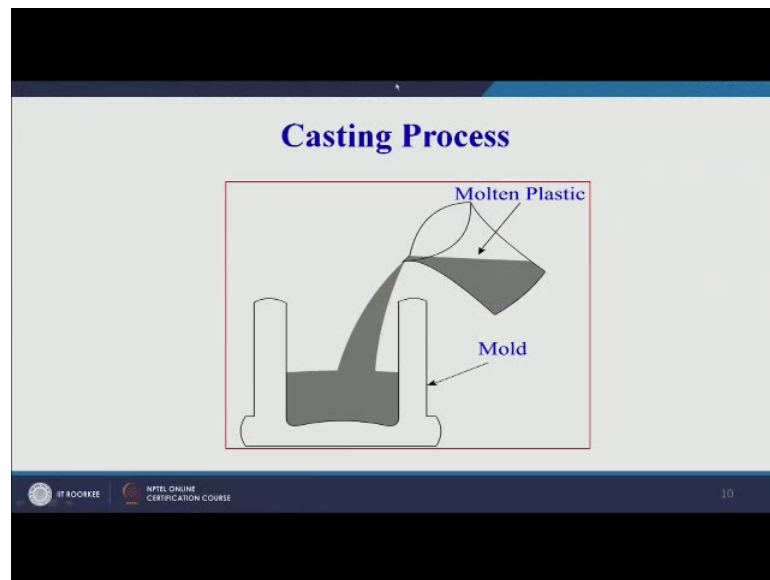 Casting Process
Molten Plastic
Mold
IIT ROORKEE
NPTEL ONLINE
CERTIFICATION COURSE
10